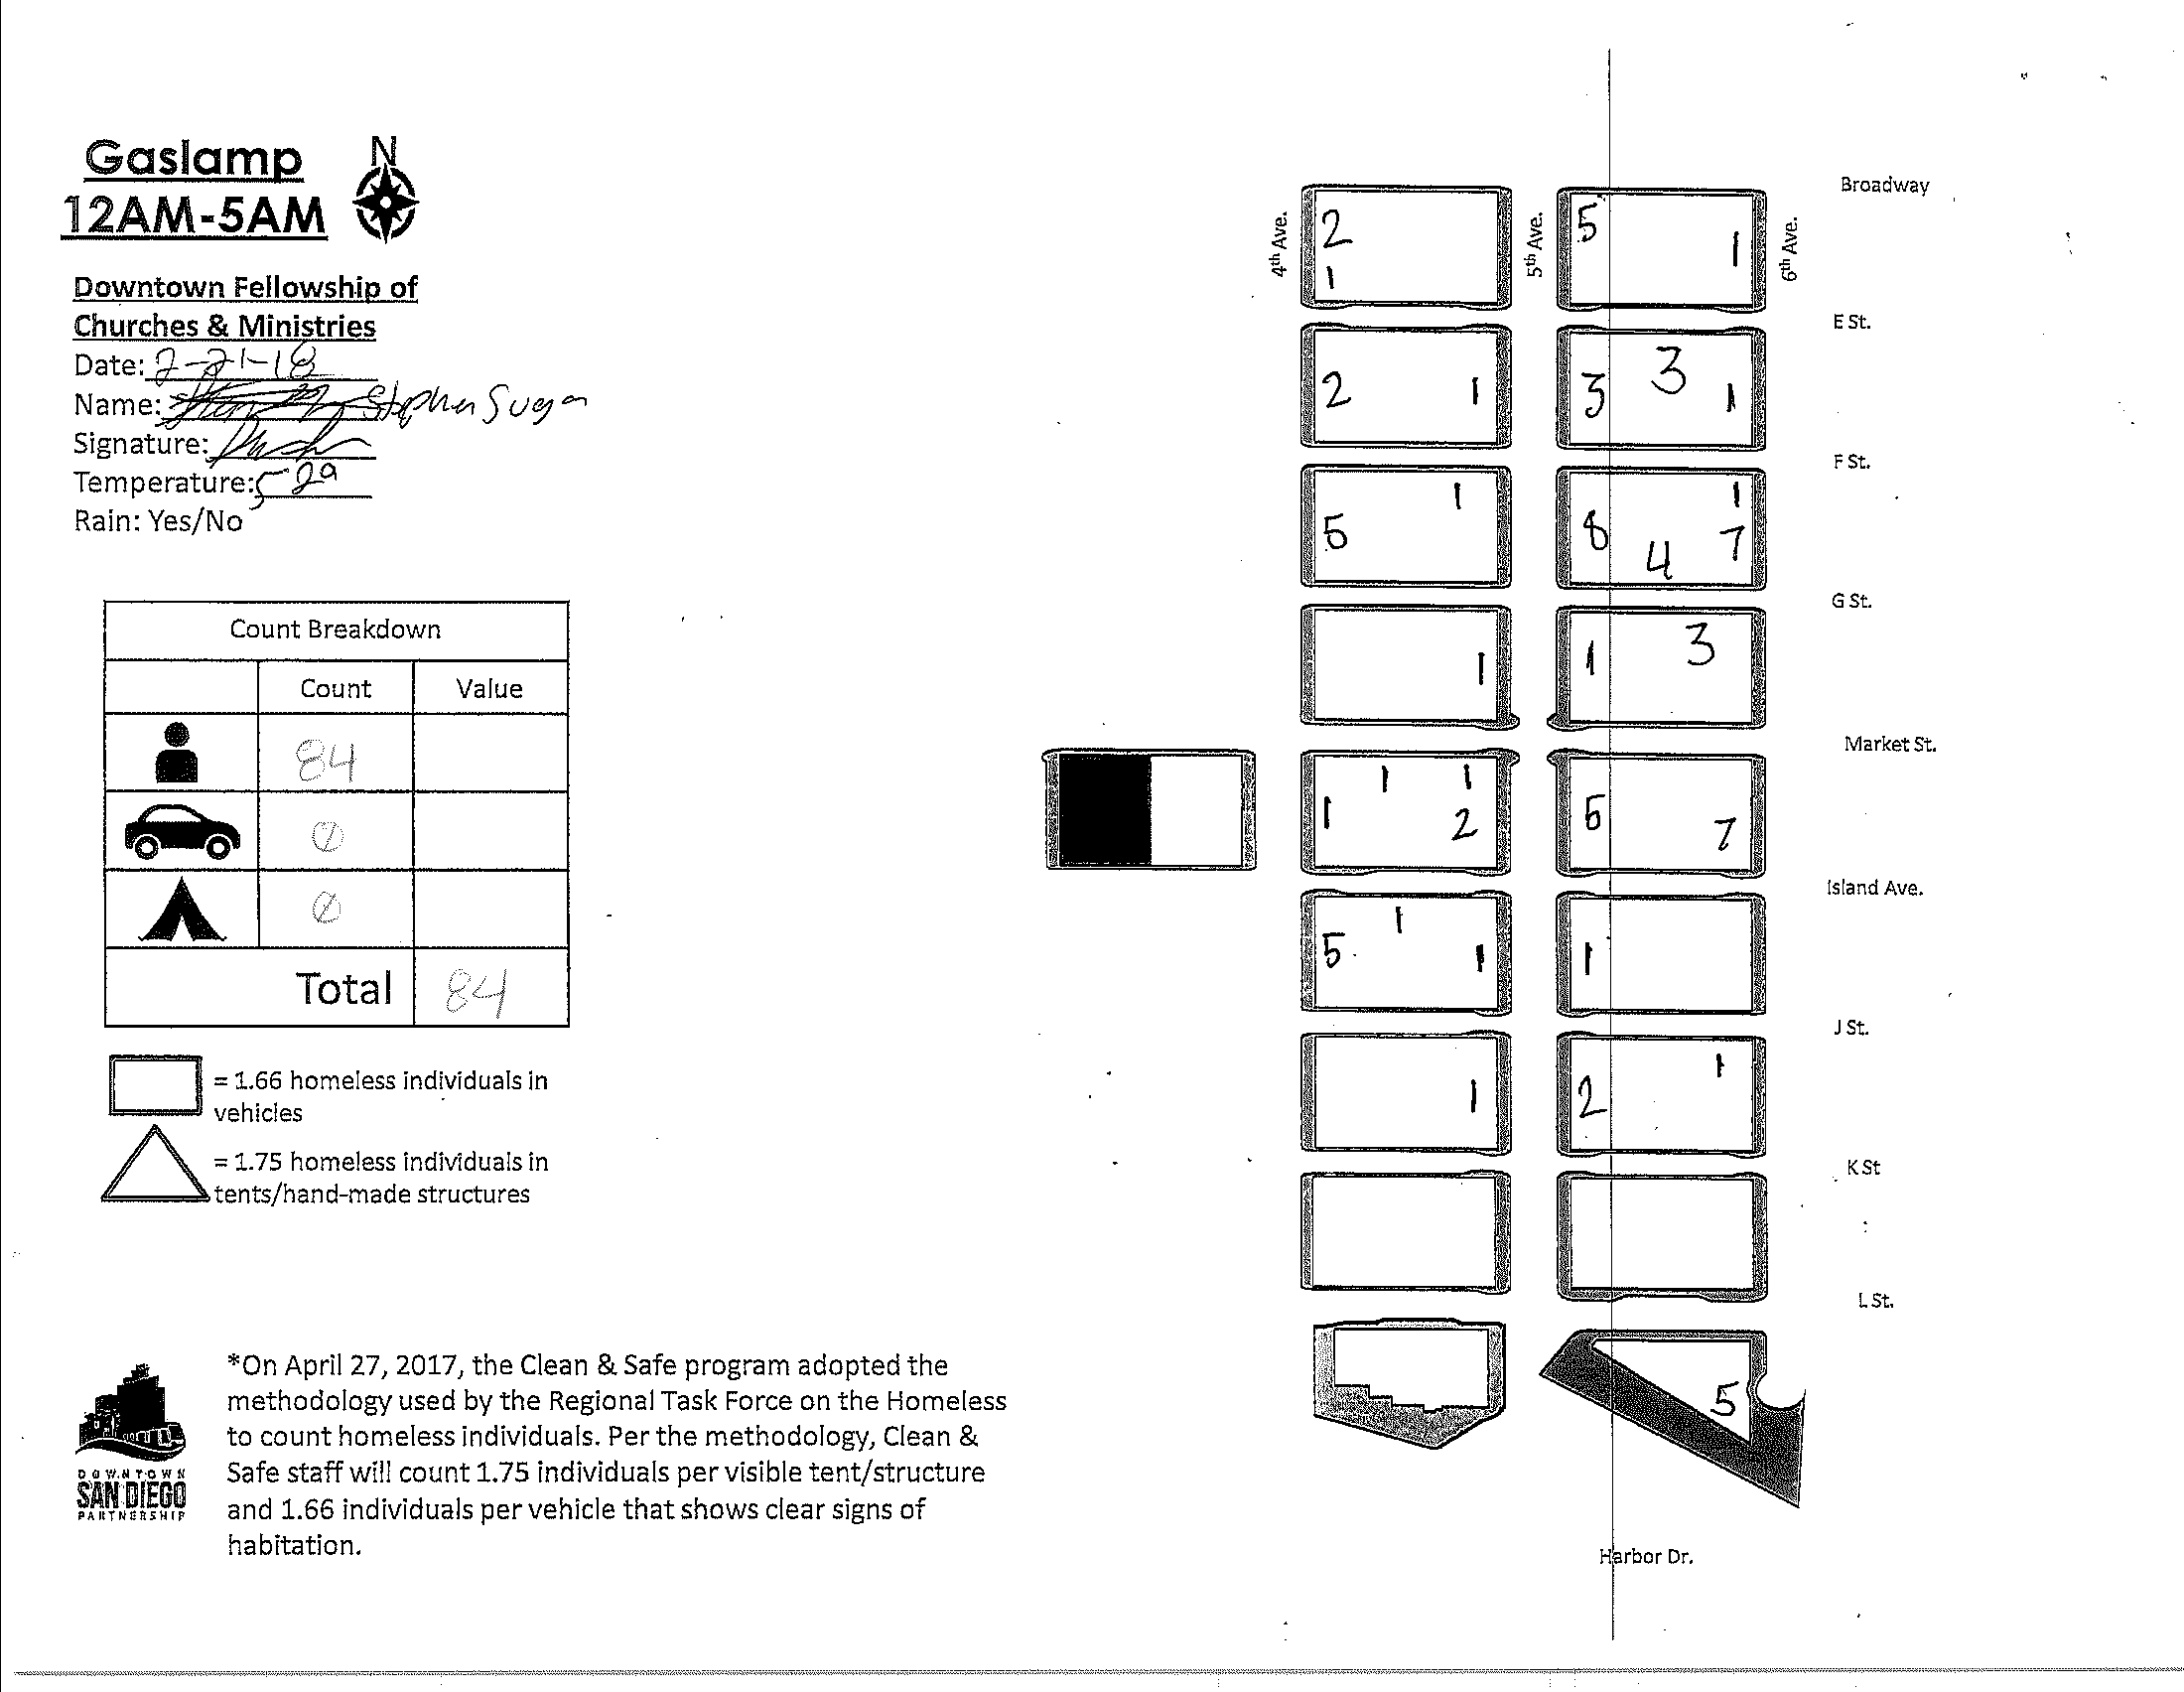 Gaslamp
12AM-5AM
N
Downtown Fellowship of
Churches & Ministries
Date: 2-21-18
Name: Stephen Sugar
Signature:
Temperature: 52°
Rain: Yes/No
Count Breakdown
Count Value
84
0
0
Total 84
= 1.66 homeless individuals in
vehicles
= 1.75 homeless individuals in
tents/hand-made structures
DOWNTOWN
SAN DIEGO
PARTNERSHIP
*On April 27, 2017, the Clean & Safe program adopted the
methodology used by the Regional Task Force on the Homeless
to count homeless individuals. Per the methodology, Clean &
Safe staff will count 1.75 individuals per visible tent/structure
and 1.66 individuals per vehicle that shows clear signs of
habitation.
Broadway
4th Ave. 5th Ave. 6th Ave.
2 5 1
1
E St.
2 1 3 3 1
F St.
1 1
5 8 4 7
G St.
1 1 3
Market St.
1 1
1 2 5 7
Island Ave.
1
5 1 1
J St.
1 2 1
K St
L St.
5
Harbor Dr.